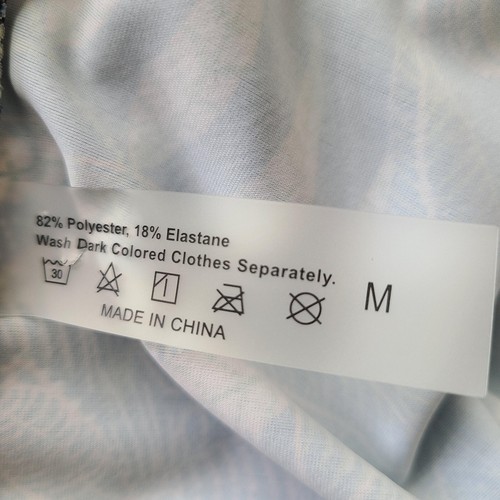 82% Polyester, 18% Elastane
Wash Dark Colored Clothes Separately.
30
M
MADE IN CHINA